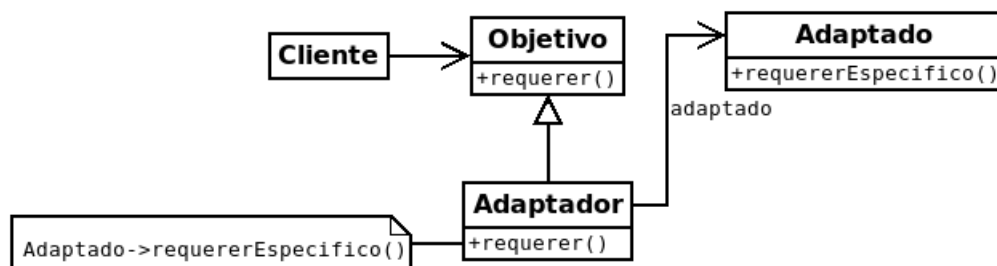 Cliente
Objetivo
+requerer()
Adaptado
+requererEspecifico()
adaptado
Adaptador
+requerer()
Adaptado->requererEspecifico()